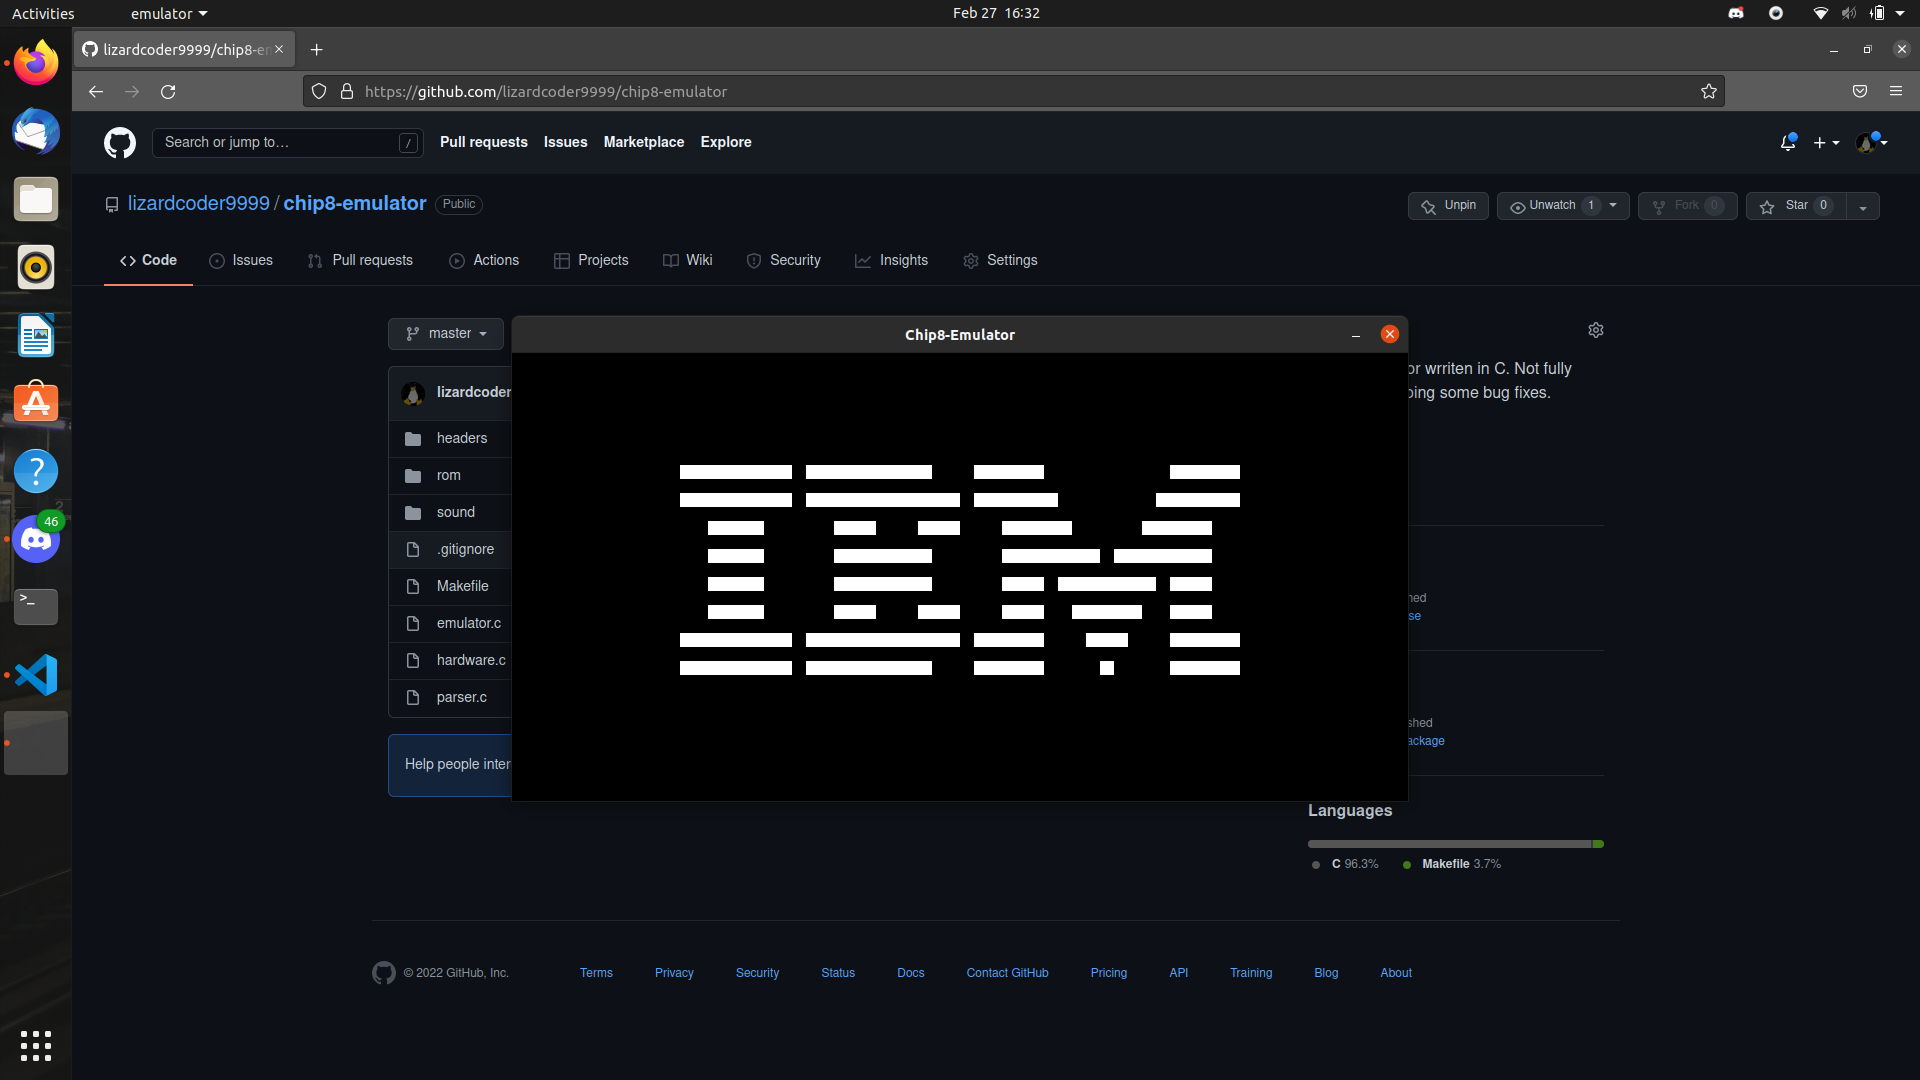 Activities
emulator
Feb 27 16:32
lizardcoder9999/chip8-e
https://github.com/lizardcoder9999/chip8-emulator
Search or jump to…
/
Pull requests
Issues
Marketplace
Explore
lizardcoder9999 / chip8-emulator
Public
Unpin
Unwatch 1
Fork 0
Star 0
Code
Issues
Pull requests
Actions
Projects
Wiki
Security
Insights
Settings
master
Chip8-Emulator
or wrriten in C. Not fully
oing some bug fixes.
lizardcoder
headers
rom
sound
.gitignore
Makefile
emulator.c
hardware.c
parser.c
IBM
46
>_
?
Help people inter
hed
se
shed
ackage
Languages
C 96.3%
Makefile 3.7%
© 2022 GitHub, Inc.
Terms
Privacy
Security
Status
Docs
Contact GitHub
Pricing
API
Training
Blog
About